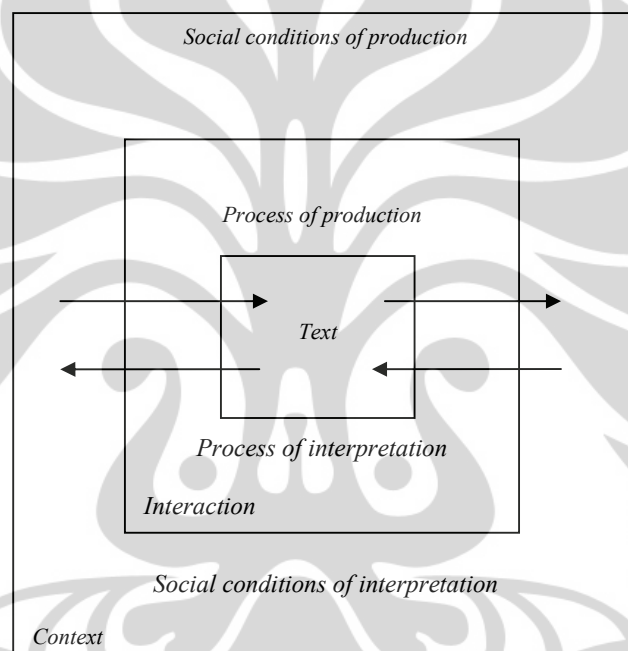 Social conditions of production
Process of production
Text
Process of interpretation
Interaction
Social conditions of interpretation
Context